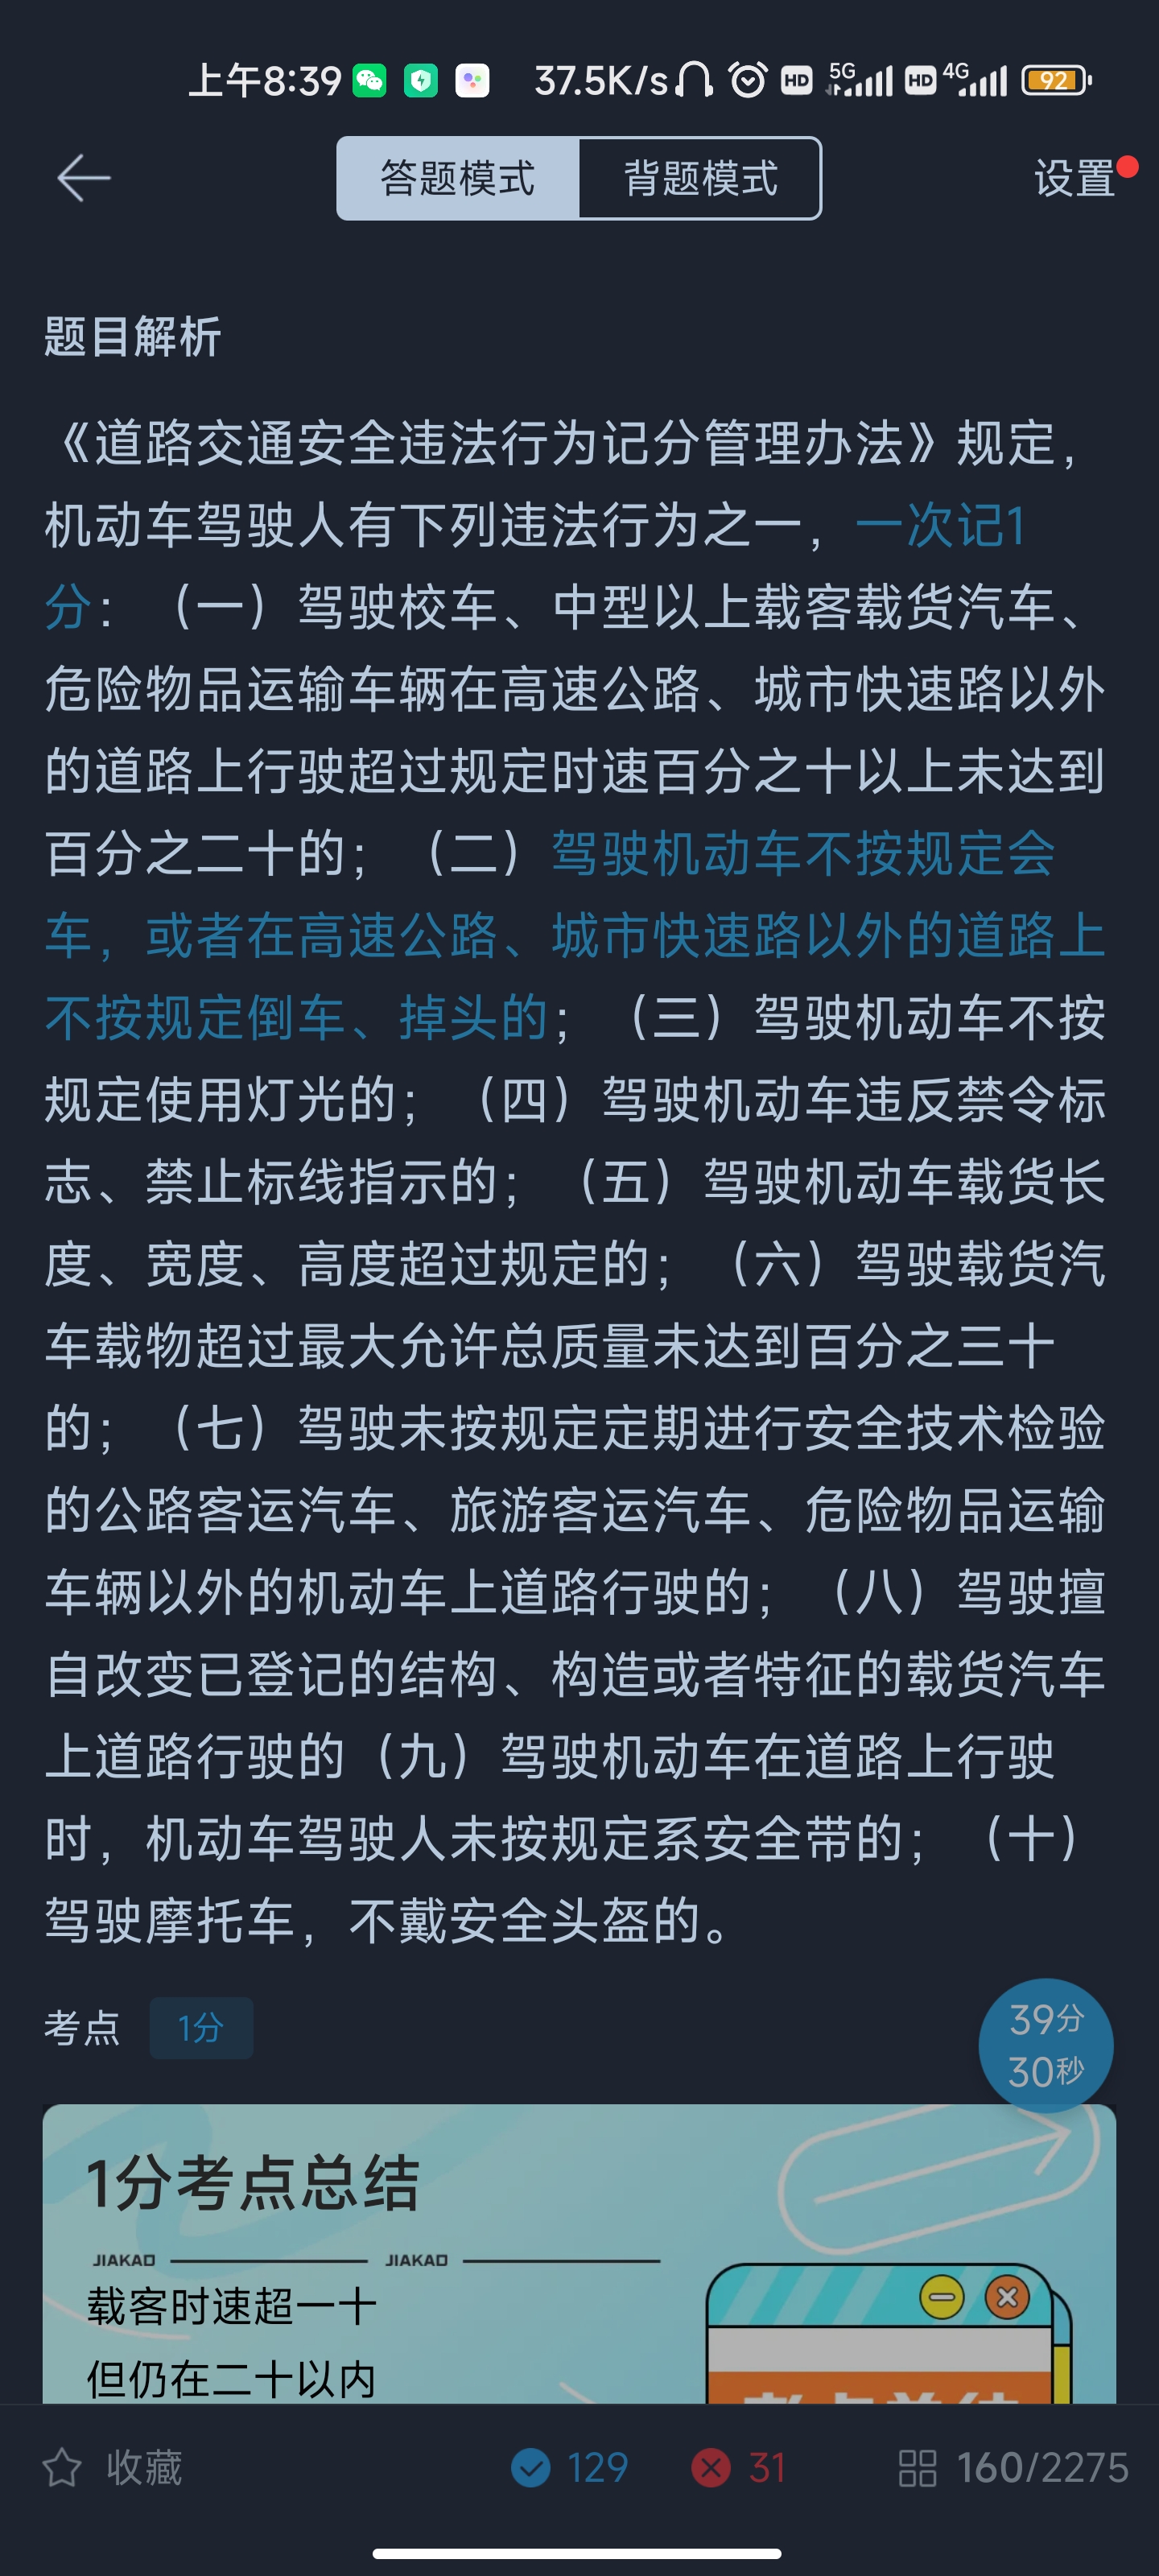 上午8:39 37.5K/s HD 5G HD 4G 92
答题模式 背题模式 设置
题目解析
《道路交通安全违法行为记分管理办法》规定，
机动车驾驶人有下列违法行为之一，一次记1
分：（一）驾驶校车、中型以上载客载货汽车、
危险物品运输车辆在高速公路、城市快速路以外
的道路上行驶超过规定时速百分之十以上未达到
百分之二十的；（二）驾驶机动车不按规定会
车，或者在高速公路、城市快速路以外的道路上
不按规定倒车、掉头的；（三）驾驶机动车不按
规定使用灯光的；（四）驾驶机动车违反禁令标
志、禁止标线指示的；（五）驾驶机动车载货长
度、宽度、高度超过规定的；（六）驾驶载货汽
车载物超过最大允许总质量未达到百分之三十
的；（七）驾驶未按规定定期进行安全技术检验
的公路客运汽车、旅游客运汽车、危险物品运输
车辆以外的机动车上道路行驶的；（八）驾驶擅
自改变已登记的结构、构造或者特征的载货汽车
上道路行驶的（九）驾驶机动车在道路上行驶
时，机动车驾驶人未按规定系安全带的；（十）
驾驶摩托车，不戴安全头盔的。
考点 1分
39分
30秒
1分考点总结
JIAKAO JIAKAO
载客时速超一十
但仍在二十以内
收藏 129 31 160/2275